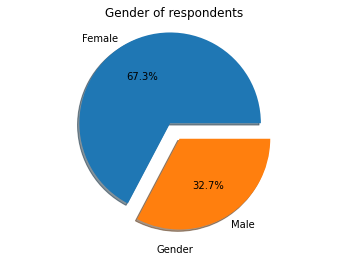 Gender of respondents
Female
67.3%
32.7%
Male
Gender